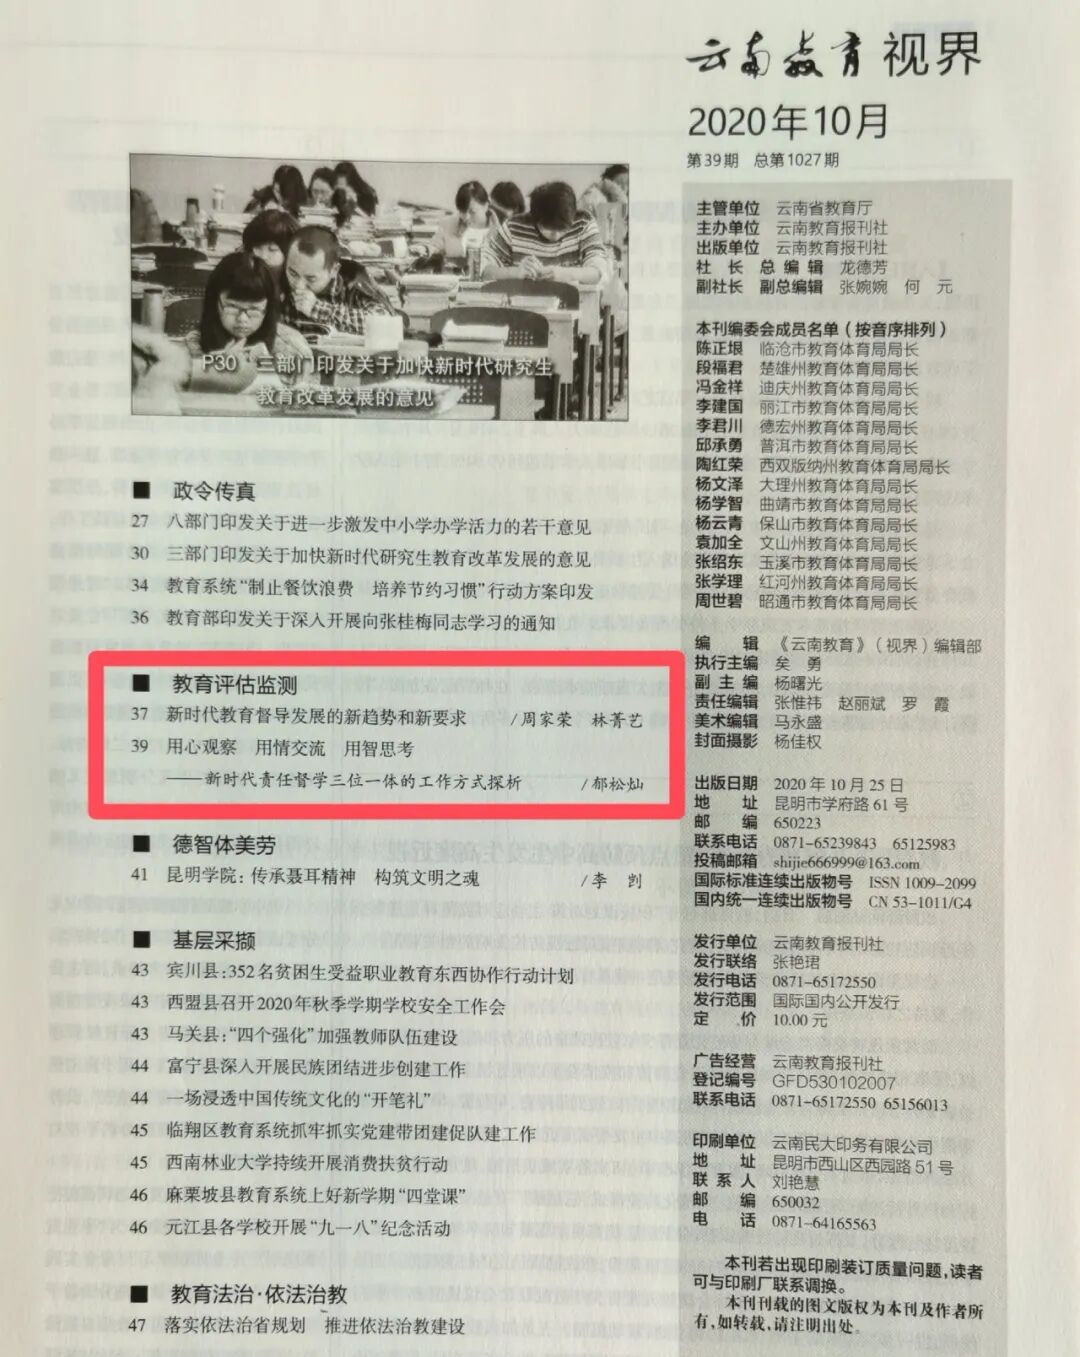 云南教育 视界
2020年10月
第39期 总第1027期
P30 三部门印发关于加快新时代研究生
教育改革发展的意见
■ 政令传真
27 八部门印发关于进一步激发中小学办学活力的若干意见
30 三部门印发关于加快新时代研究生教育改革发展的意见
34 教育系统“制止餐饮浪费 培养节约习惯”行动方案印发
36 教育部印发关于深入开展向张桂梅同志学习的通知
■ 教育评估监测
37 新时代教育督导发展的新趋势和新要求 /周家荣 林菁艺
39 用心观察 用情交流 用智思考
——新时代责任督学三位一体的工作方式探析 /郁松灿
■ 德智体美劳
41 昆明学院：传承聂耳精神 构筑文明之魂 /李 剀
■ 基层采撷
43 宾川县：352名贫困生受益职业教育东西协作行动计划
43 西盟县召开2020年秋季学期学校安全工作会
43 马关县：“四个强化”加强教师队伍建设
44 富宁县深入开展民族团结进步创建工作
44 一场浸透中国传统文化的“开笔礼”
45 临翔区教育系统抓牢抓实党建带团建促队建工作
45 西南林业大学持续开展消费扶贫行动
46 麻栗坡县教育系统上好新学期“四堂课”
46 元江县各学校开展“九一八”纪念活动
■ 教育法治·依法治教
47 落实依法治省规划 推进依法治教建设
主管单位 云南省教育厅
主办单位 云南教育报刊社
出版单位 云南教育报刊社
社 长 总编辑 龙德芳
副社长 副总编辑 张婉婉 何 元
本刊编委会成员名单（按音序排列）
陈正垠 临沧市教育体育局局长
段福君 楚雄州教育体育局局长
冯金祥 迪庆州教育体育局局长
李建国 丽江市教育体育局局长
李君川 德宏州教育体育局局长
邱承勇 普洱市教育体育局局长
陶红荣 西双版纳州教育体育局局长
杨文泽 大理州教育体育局局长
杨学智 曲靖市教育体育局局长
杨云青 保山市教育体育局局长
袁加全 文山州教育体育局局长
张绍东 玉溪市教育体育局局长
张学理 红河州教育体育局局长
周世碧 昭通市教育体育局局长
编 辑 《云南教育》（视界）编辑部
执行主编 矣 勇
副 主 编 杨曙光
责任编辑 张惟祎 赵丽斌 罗 霞
美术编辑 马永盛
封面摄影 杨佳权
出版日期 2020年10月25日
地 址 昆明市学府路61号
邮 编 650223
联系电话 0871-65239843 65125983
投稿邮箱 shijie666999@163.com
国际标准连续出版物号 ISSN 1009-2099
国内统一连续出版物号 CN 53-1011/G4
发行单位 云南教育报刊社
发行联络 张艳珺
发行电话 0871-65172550
发行范围 国际国内公开发行
定 价 10.00元
广告经营 云南教育报刊社
登记编号 GFD530102007
联系电话 0871-65172550 65156013
印刷单位 云南民大印务有限公司
地 址 昆明市西山区西园路51号
联 系 人 刘艳慧
邮 编 650032
电 话 0871-64165563
本刊若出现印刷装订质量问题，读者
可与印刷厂联系调换。
本刊刊载的图文版权为本刊及作者所
有，如转载，请注明出处。